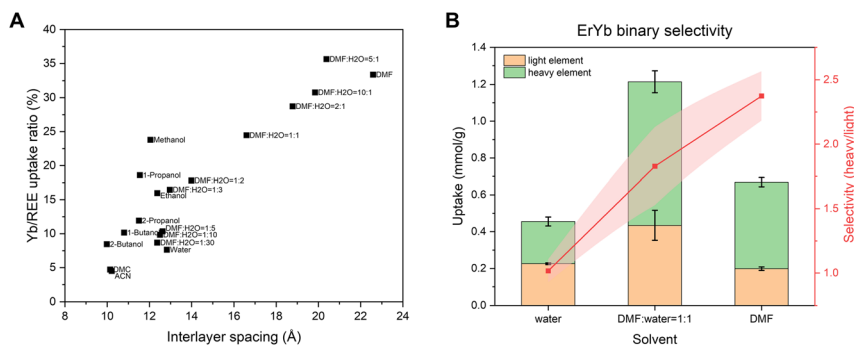 A
Yb/REE uptake ratio (%)
40
35
30
25
20
15
10
5
0
DMF:H2O=5:1
DMF
DMF:H2O=10:1
DMF:H2O=2:1
DMF:H2O=1:1
Methanol
1-Propanol
DMF:H2O=1:2
DMF:H2O=1:3
Ethanol
2-Propanol
DMF:H2O=1:5
1-Butanol
DMF:H2O=1:10
2-Butanol
DMF:H2O=1:30
Water
DMC
ACN
8 10 12 14 16 18 20 22 24
Interlayer spacing (Å)
B
ErYb binary selectivity
light element
heavy element
Uptake (mmol/g)
1.4
1.2
1.0
0.8
0.6
0.4
0.2
0.0
2.5
2.0
1.5
1.0
Selectivity (heavy/light)
water DMF:water=1:1 DMF
Solvent